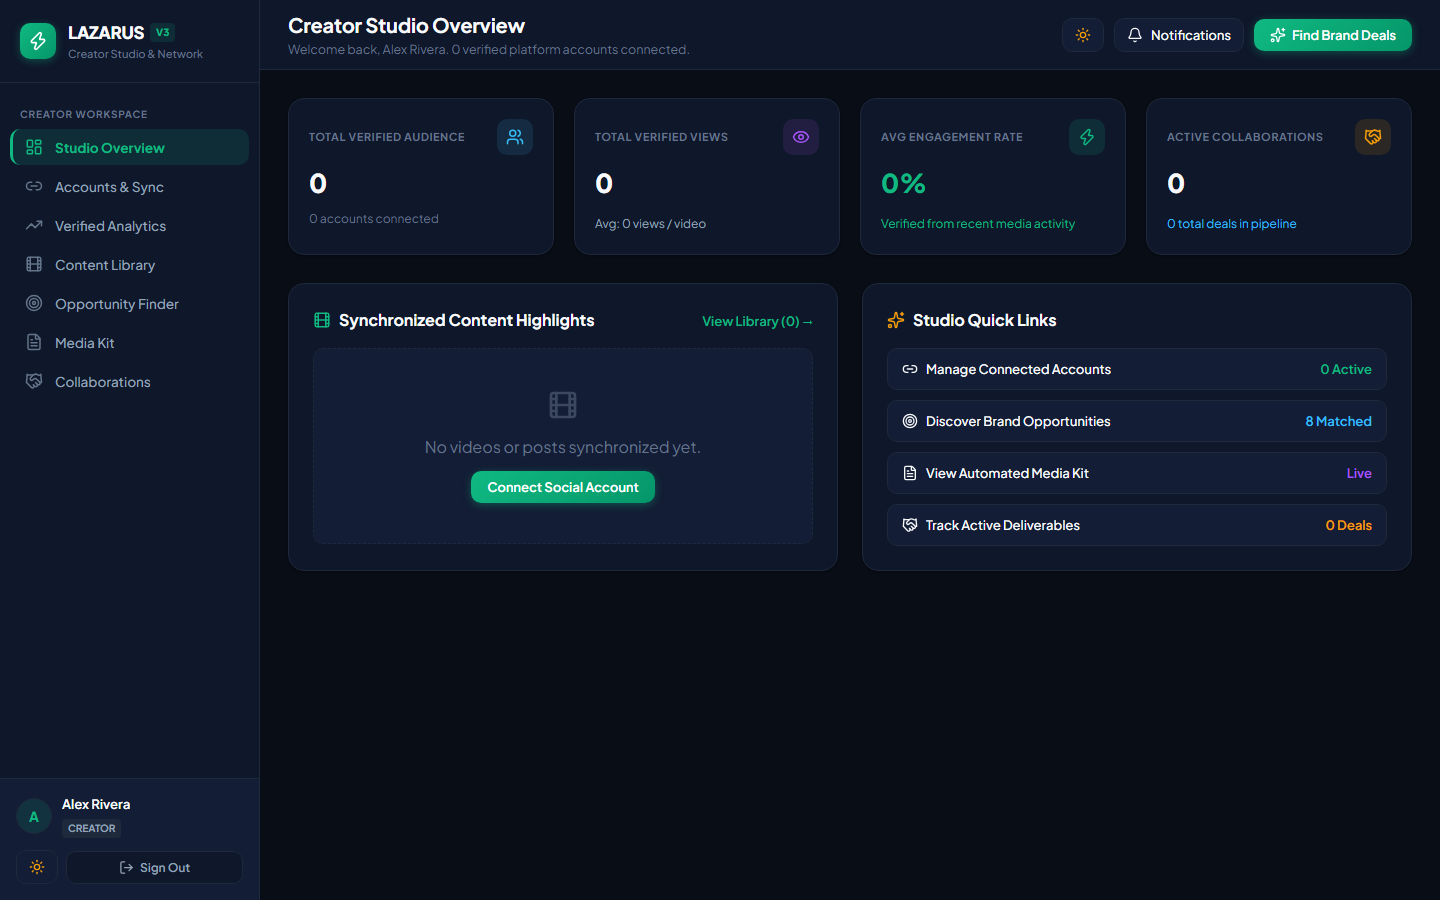 LAZARUS V3
Creator Studio & Network
CREATOR WORKSPACE
Studio Overview
Accounts & Sync
Verified Analytics
Content Library
Opportunity Finder
Media Kit
Collaborations
Alex Rivera
A
CREATOR
Sign Out
Creator Studio Overview
Welcome back, Alex Rivera. 0 verified platform accounts connected.
Notifications
Find Brand Deals
TOTAL VERIFIED AUDIENCE
0
0 accounts connected
TOTAL VERIFIED VIEWS
0
Avg: 0 views / video
AVG ENGAGEMENT RATE
0%
Verified from recent media activity
ACTIVE COLLABORATIONS
0
0 total deals in pipeline
Synchronized Content Highlights
View Library (0) →
No videos or posts synchronized yet.
Connect Social Account
Studio Quick Links
Manage Connected Accounts 0 Active
Discover Brand Opportunities 8 Matched
View Automated Media Kit Live
Track Active Deliverables 0 Deals